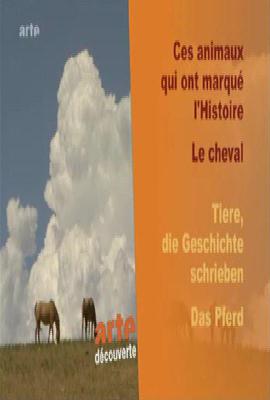 arte
Ces animaux
qui ont marqué
l'Histoire
Le cheval
Tiere,
die Geschichte
schrieben
Das Pferd
arte
découverte